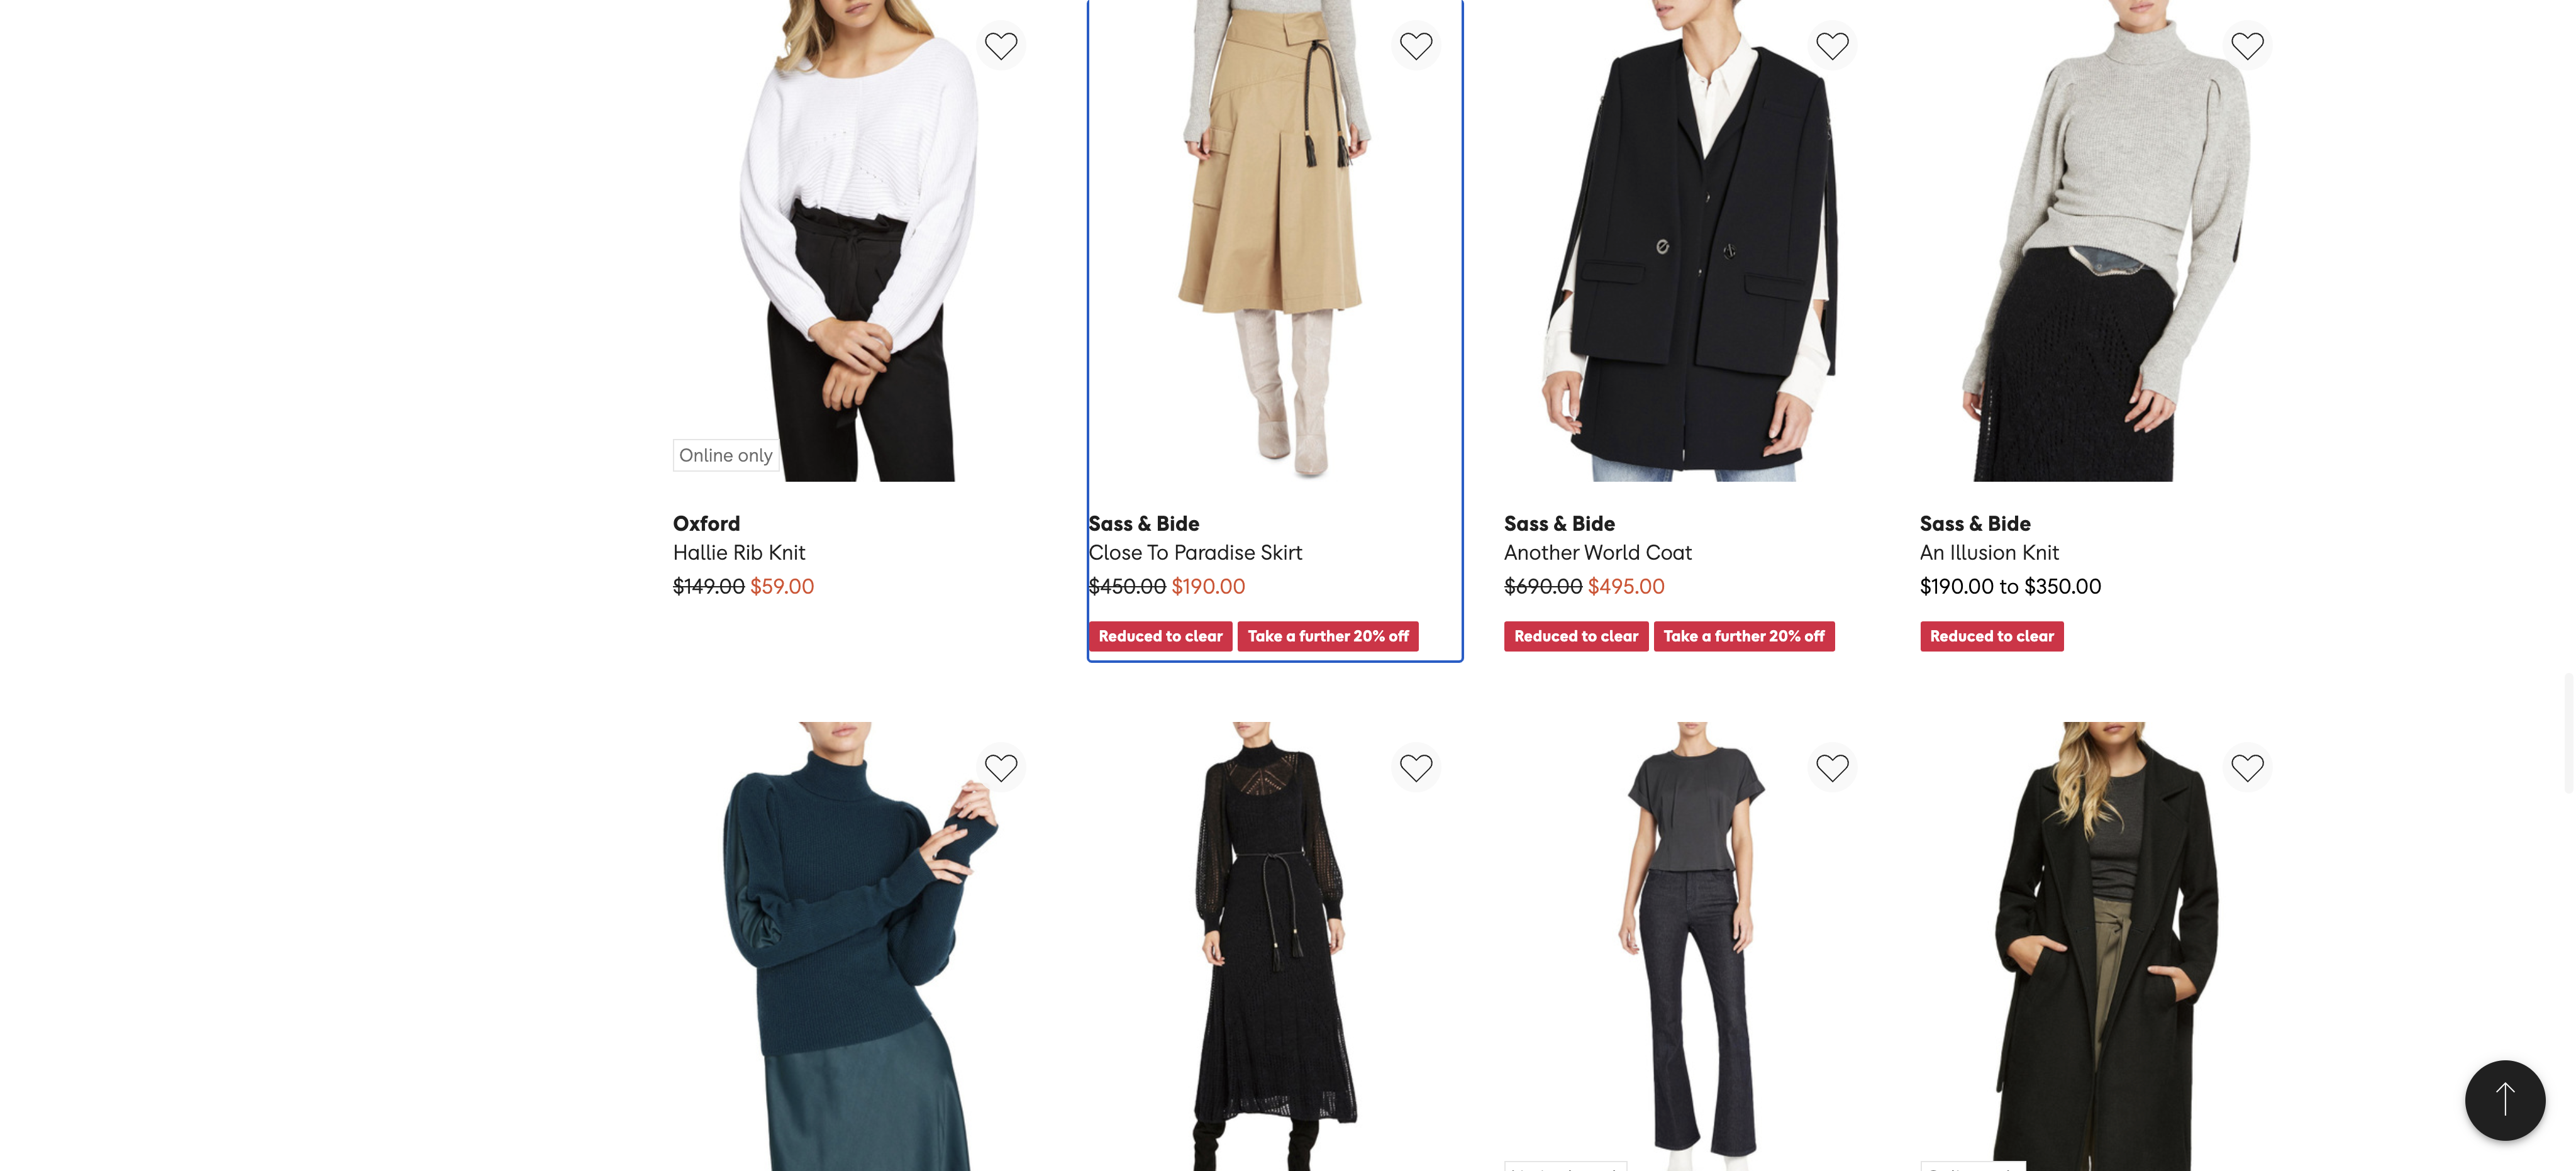 Online only
Oxford
Hallie Rib Knit
$149.00 $59.00
Sass & Bide
Close To Paradise Skirt
$450.00 $190.00
Reduced to clear Take a further 20% off
Sass & Bide
Another World Coat
$690.00 $495.00
Reduced to clear Take a further 20% off
Sass & Bide
An Illusion Knit
$190.00 to $350.00
Reduced to clear